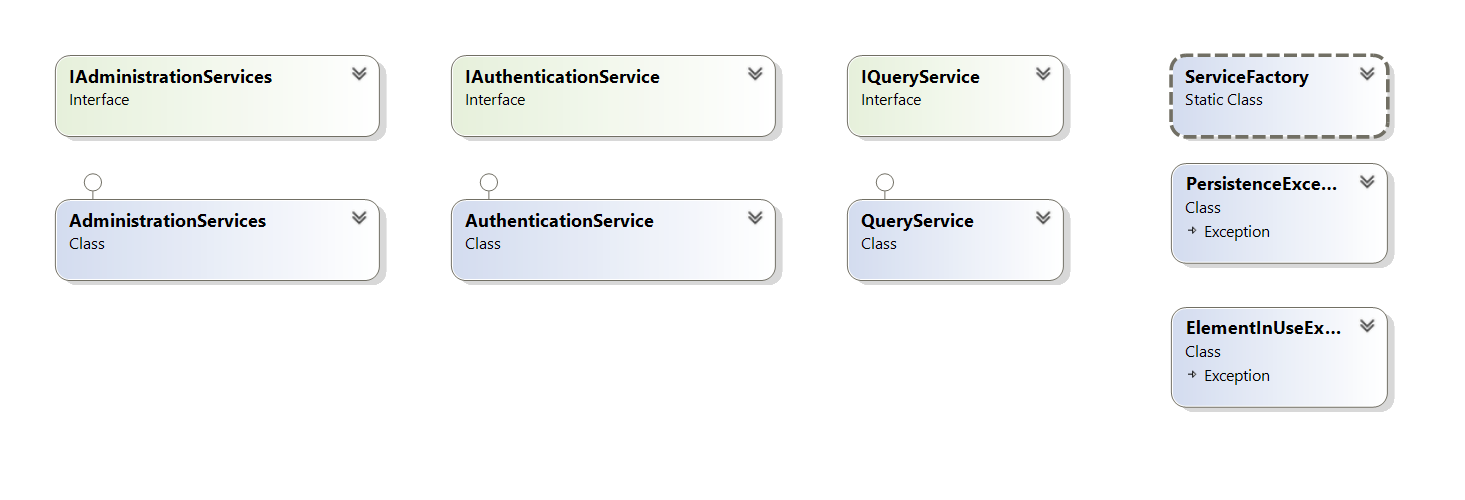 IAdministrationServices
Interface
IAuthenticationService
Interface
IQueryService
Interface
ServiceFactory
Static Class
AdministrationServices
Class
AuthenticationService
Class
QueryService
Class
PersistenceExce...
Class
Exception
ElementInUseEx...
Class
Exception